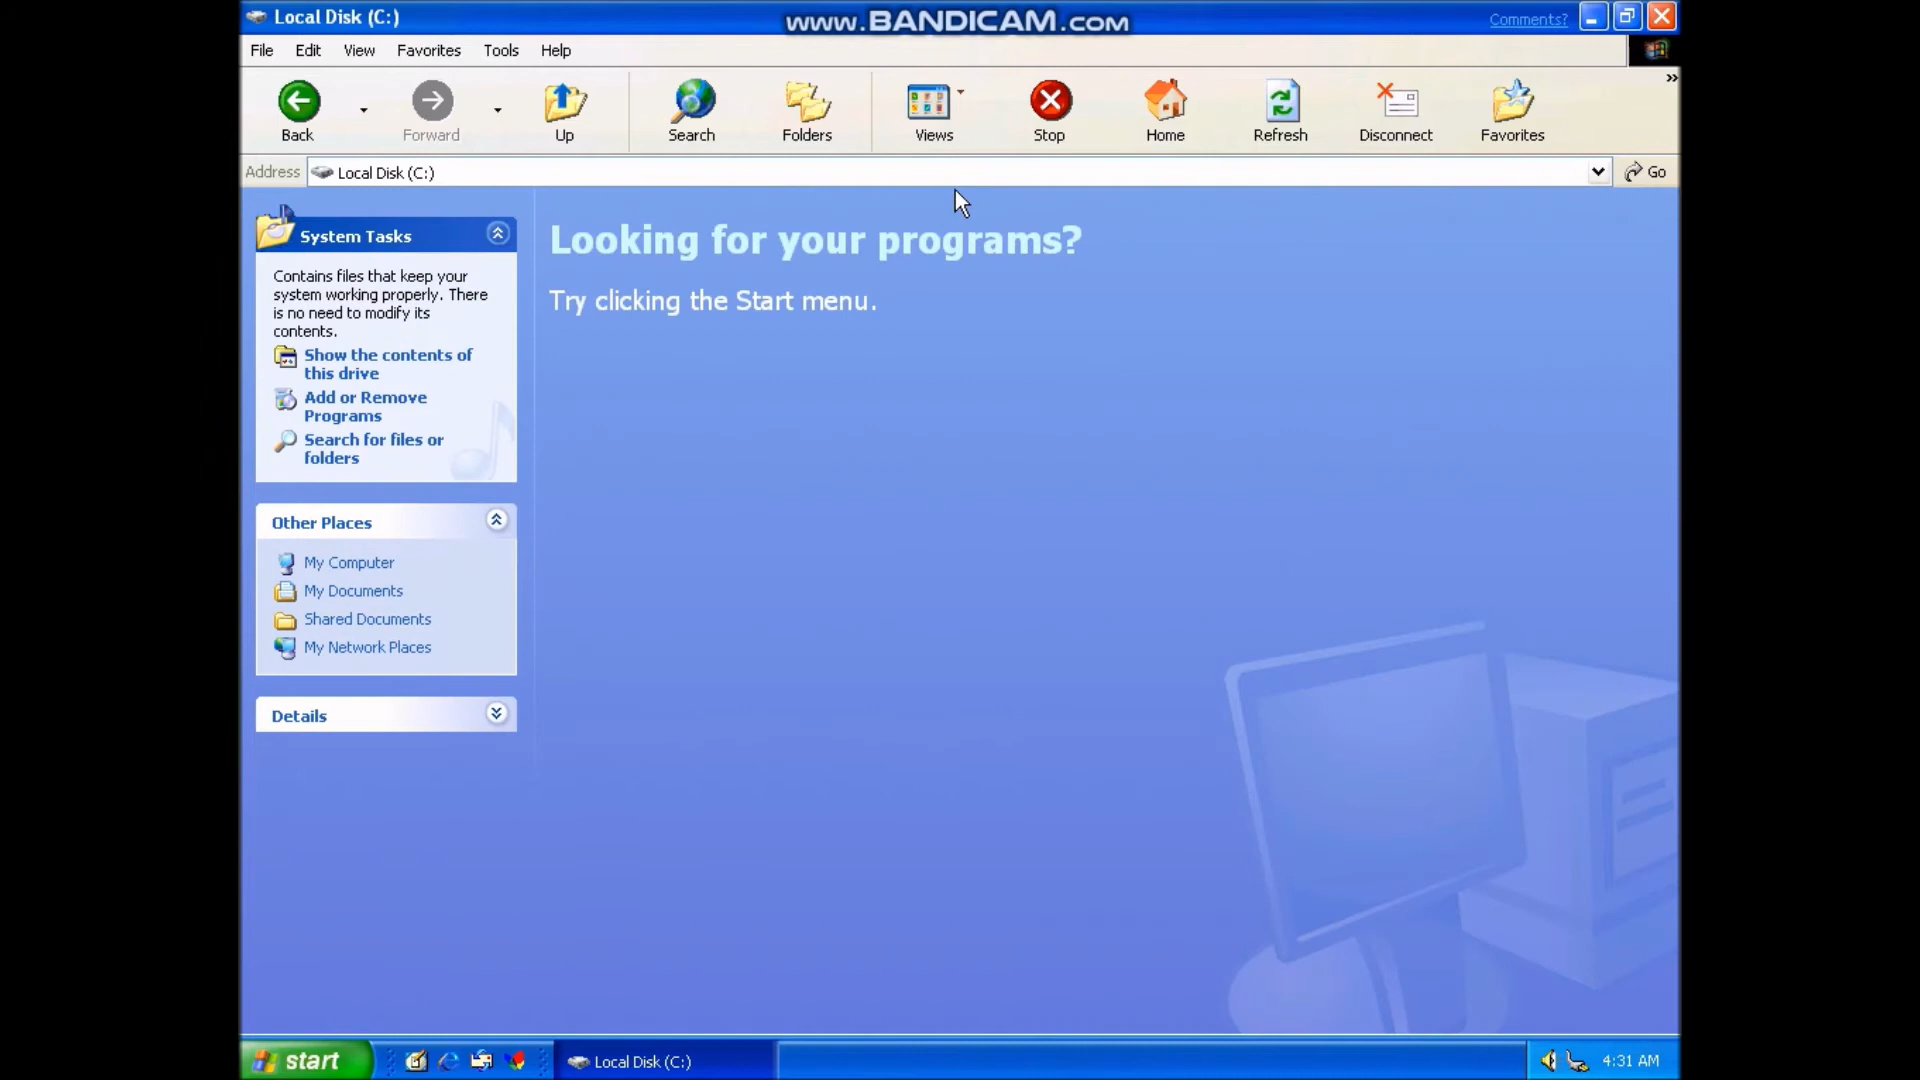 Local Disk (C:)
www.BANDICAM.com
Comments?
File Edit View Favorites Tools Help
Back Forward Up Search Folders Views Stop Home Refresh Disconnect Favorites
Address Local Disk (C:) Go
System Tasks
Contains files that keep your
system working properly. There
is no need to modify its
contents.
Show the contents of
this drive
Add or Remove
Programs
Search for files or
folders
Other Places
My Computer
My Documents
Shared Documents
My Network Places
Details
Looking for your programs?
Try clicking the Start menu.
start
Local Disk (C:)
4:31 AM